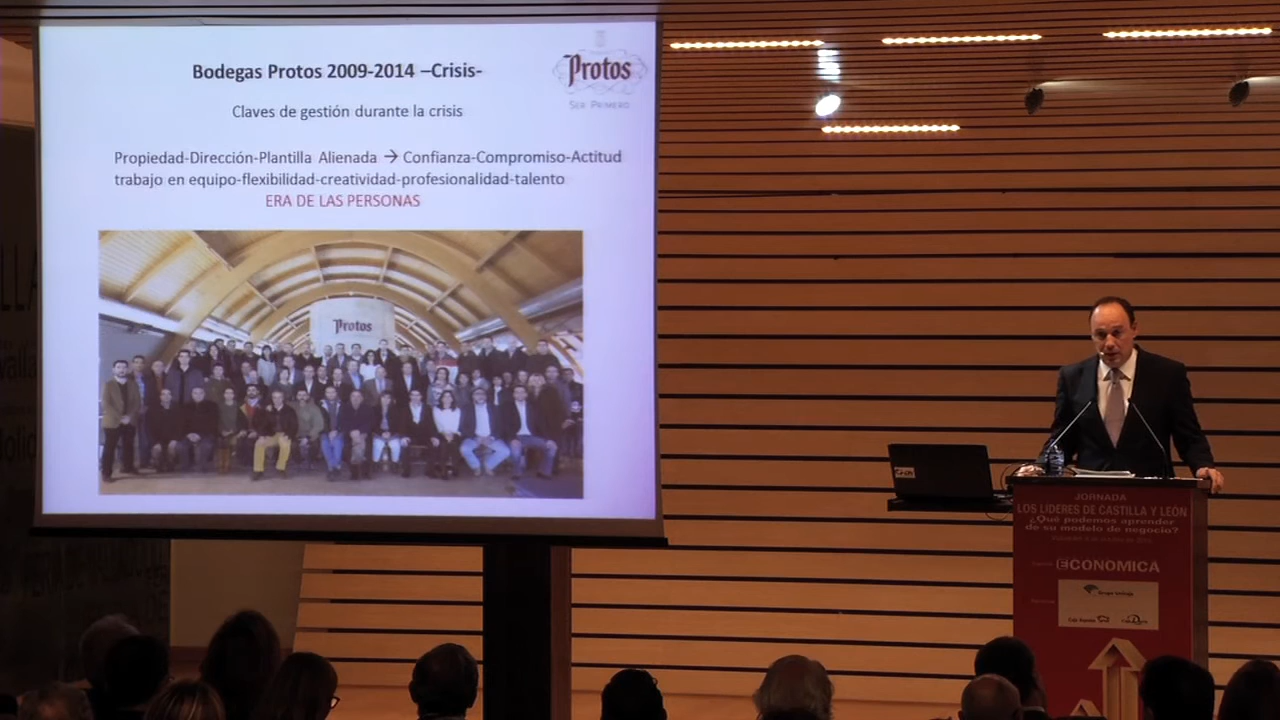 Bodegas Protos 2009-2014 –Crisis-
Protos
SER PRIMERO
Claves de gestión durante la crisis
Propiedad-Dirección-Plantilla Alienada → Confianza-Compromiso-Actitud
trabajo en equipo-flexibilidad-creatividad-profesionalidad-talento
ERA DE LAS PERSONAS
Protos
JORNADA
LOS LÍDERES DE CASTILLA Y LEÓN
¿Qué podemos aprender
de su modelo de negocio?
ECONOMICA